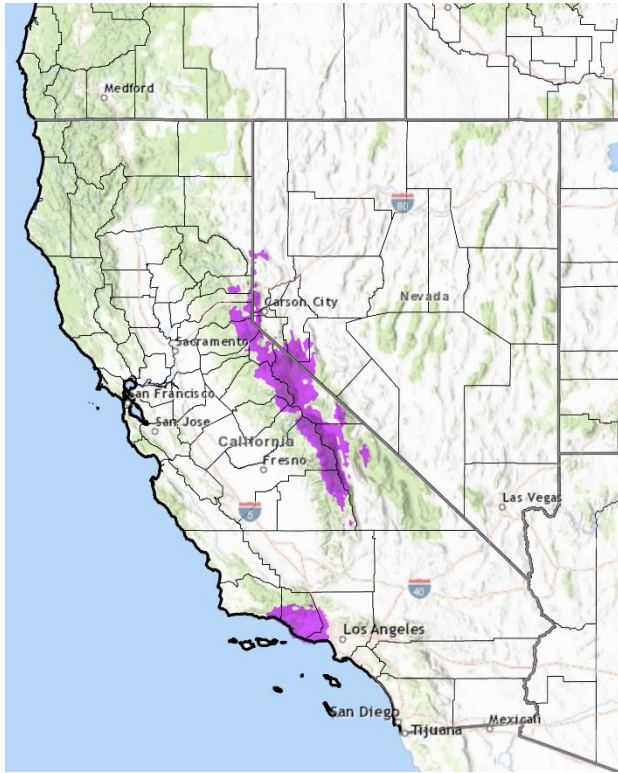 Medford
80
Carson City
Nevada
Sacramento
San Francisco
San Jose
California
Fresno
Las Vegas
5
40
Los Angeles
San Diego
Tijuana
Mexicali